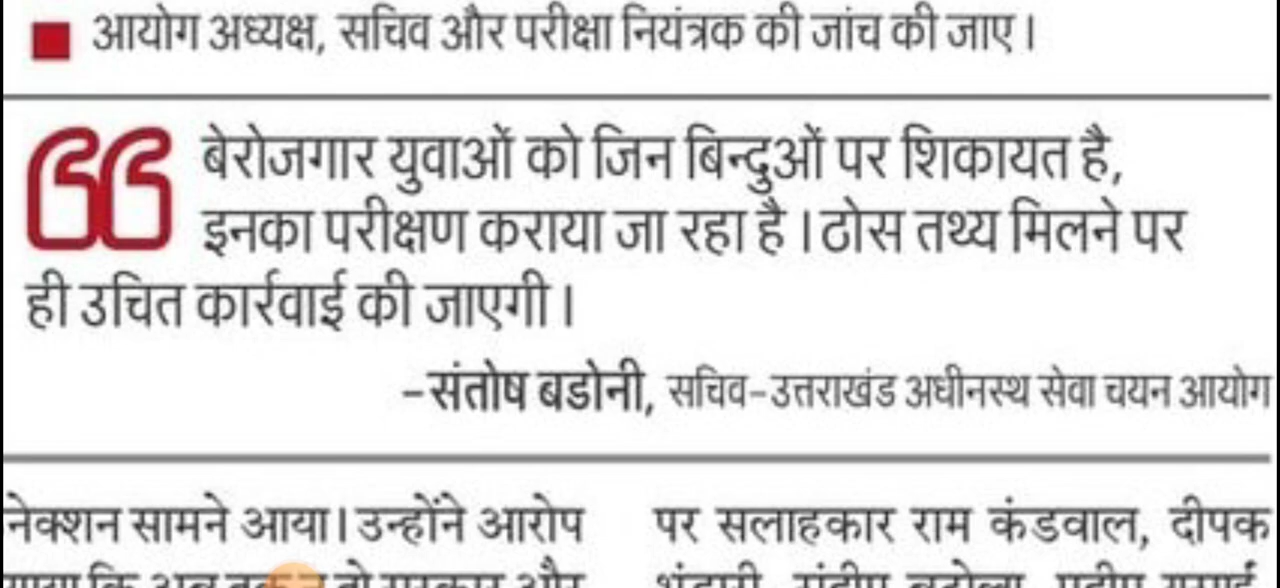 आयोग अध्यक्ष, सचिव और परीक्षा नियंत्रक की जांच की जाए।
बेरोजगार युवाओं को जिन बिन्दुओं पर शिकायत है,
इनका परीक्षण कराया जा रहा है। ठोस तथ्य मिलने पर
ही उचित कार्रवाई की जाएगी।
-संतोष बडोनी, सचिव-उत्तराखंड अधीनस्थ सेवा चयन आयोग
नेक्शन सामने आया। उन्होंने आरोप
पर सलाहकार राम कंडवाल, दीपक